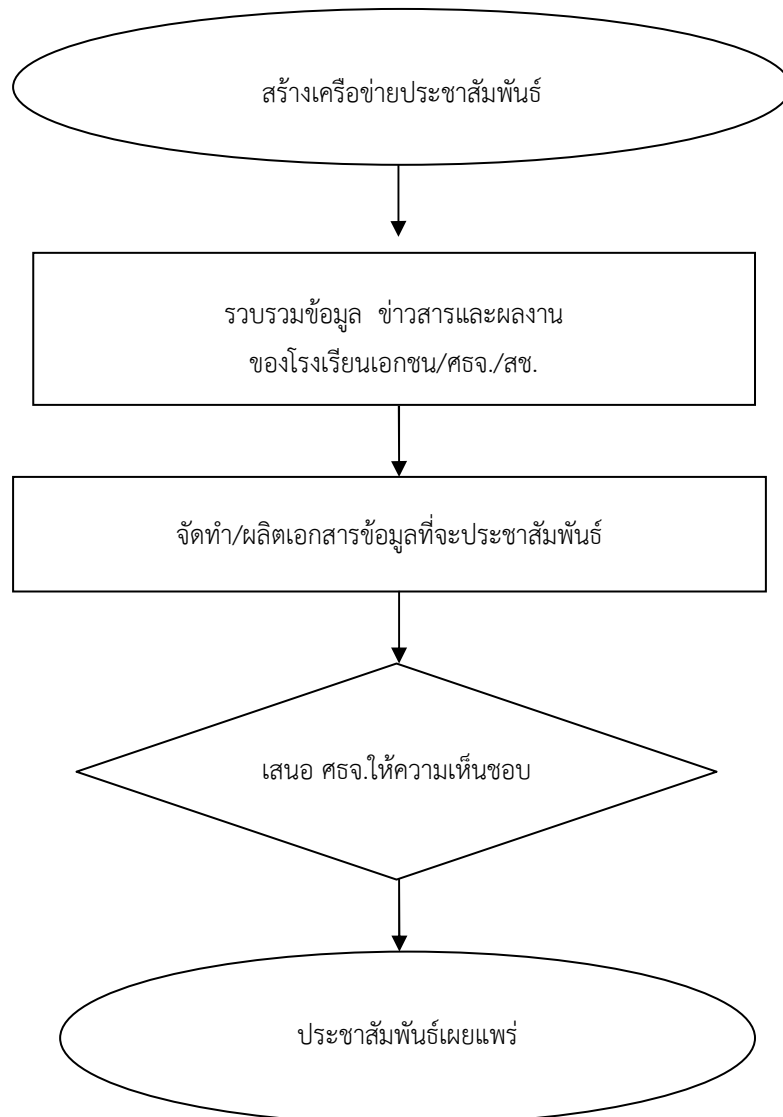 สร้างเครือข่ายประชาสัมพันธ์
รวบรวมข้อมูล ข่าวสารและผลงาน
ของโรงเรียนเอกชน/ศธจ./สช.
จัดทำ/ผลิตเอกสารข้อมูลที่จะประชาสัมพันธ์
เสนอ ศธจ.ให้ความเห็นชอบ
ประชาสัมพันธ์เผยแพร่